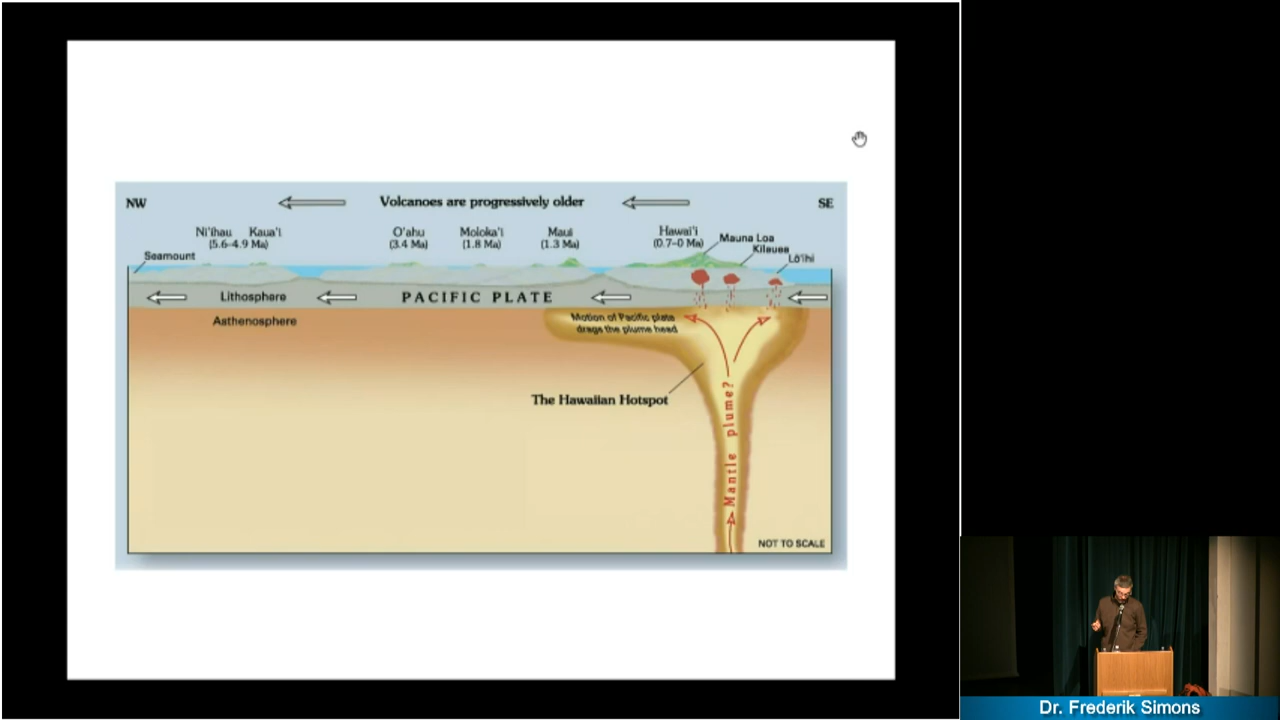 NW
Volcanoes are progressively older
SE
Ni'ihau Kaua'i
(5.6-4.9 Ma)
O'ahu
(3.4 Ma)
Moloka'i
(1.8 Ma)
Maui
(1.3 Ma)
Hawai'i
(0.7-0 Ma)
Mauna Loa
Kilauea
Lō'ihi
Seamount
Lithosphere
PACIFIC PLATE
Asthenosphere
Motion of Pacific plate
drags the plume head
The Hawaiian Hotspot
Mantle plume?
NOT TO SCALE
Dr. Frederik Simons